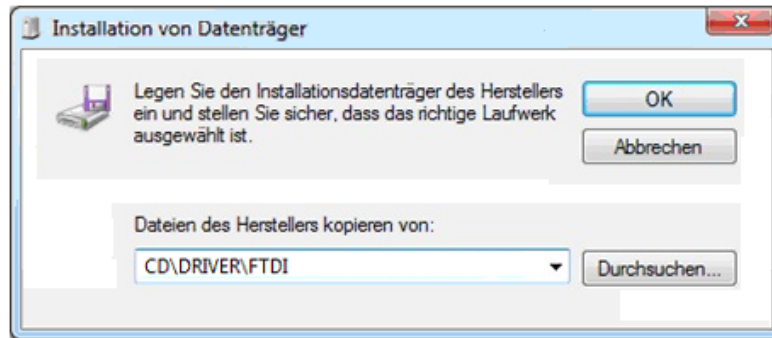 Installation von Datenträger
Legen Sie den Installationsdatenträger des Herstellers
ein und stellen Sie sicher, dass das richtige Laufwerk
ausgewählt ist.
OK
Abbrechen
Dateien des Herstellers kopieren von:
CD\DRIVER\FTDI
Durchsuchen...